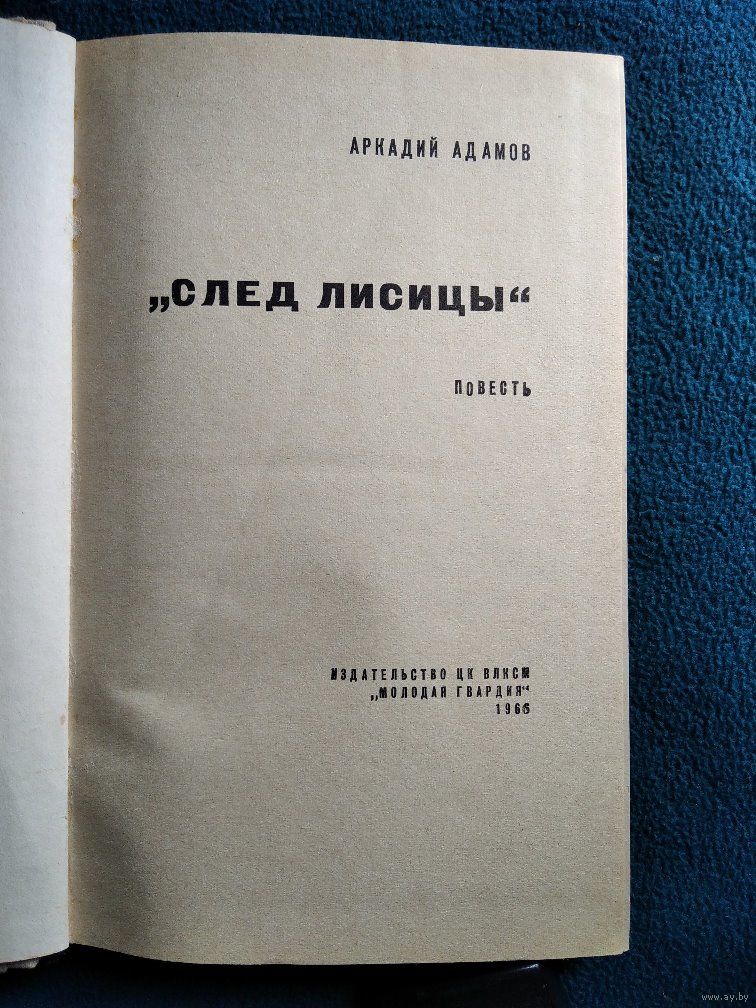 АРКАДИЙ АДАМОВ
„СЛЕД ЛИСИЦЫ“
ПОВЕСТЬ
ИЗДАТЕЛЬСТВО ЦК ВЛКСМ
„МОЛОДАЯ ГВАРДИЯ“
1965
www.ay.by